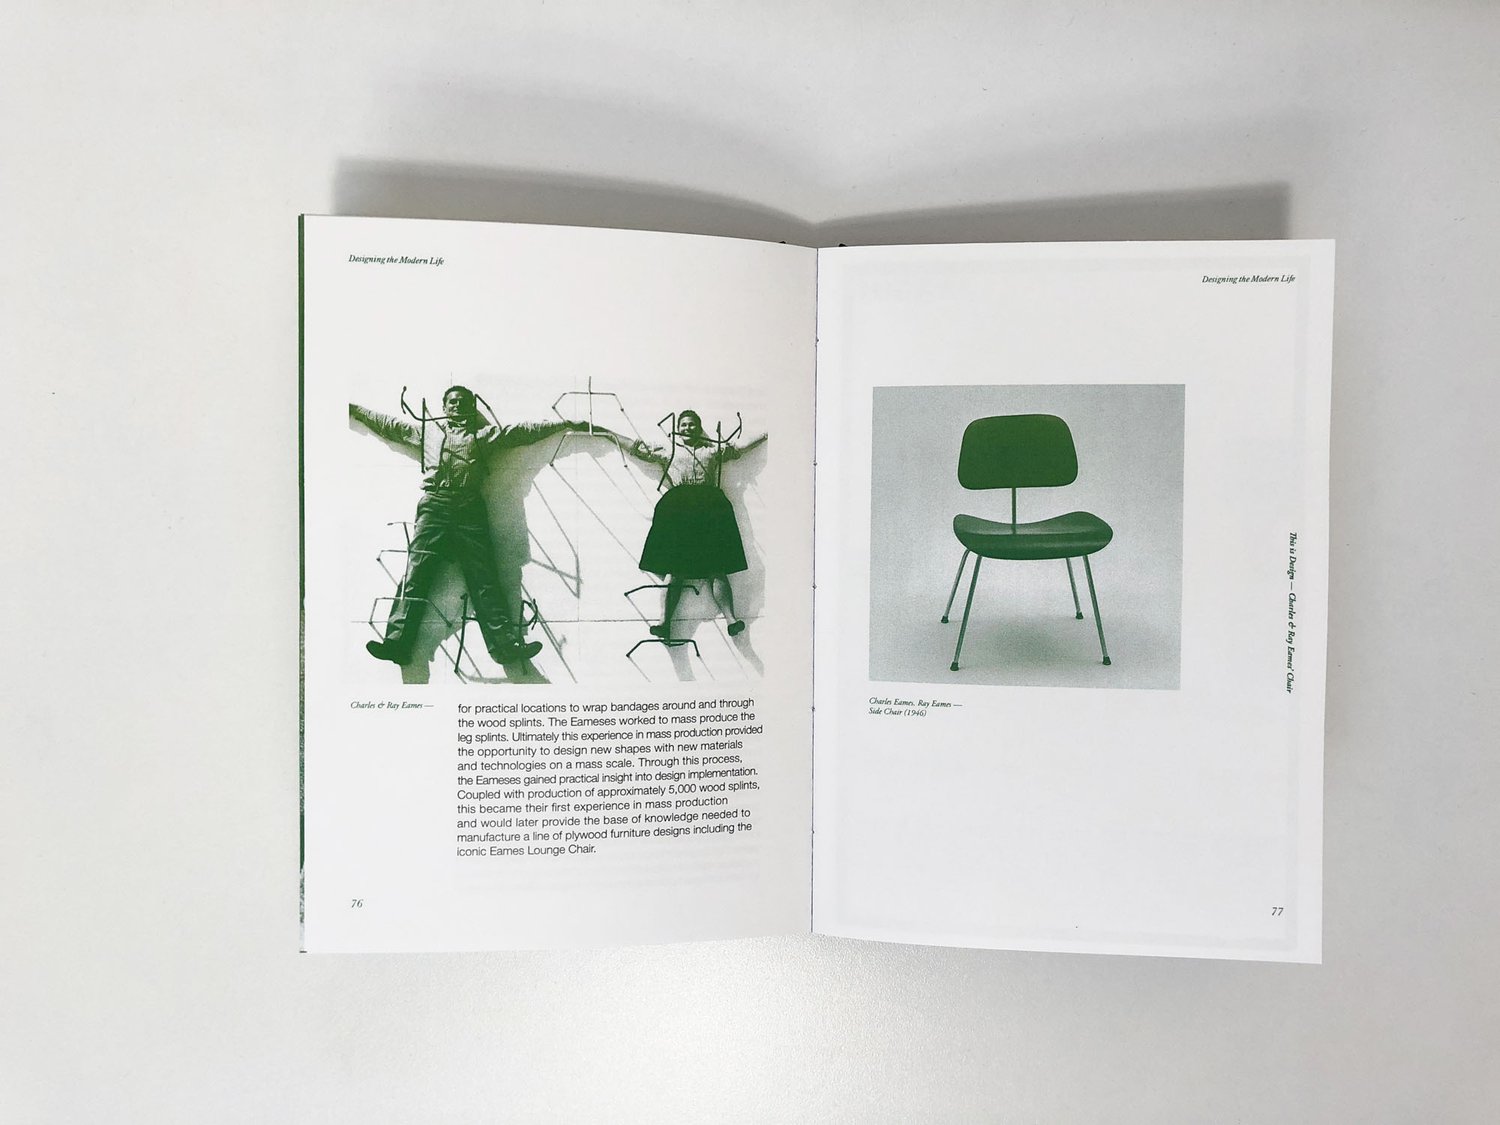 Designing the Modern Life
Charles & Ray Eames —
for practical locations to wrap bandages around and through
the wood splints. The Eameses worked to mass produce the
leg splints. Ultimately this experience in mass production provided
the opportunity to design new shapes with new materials
and technologies on a mass scale. Through this process,
the Eameses gained practical insight into design implementation.
Coupled with production of approximately 5,000 wood splints,
this became their first experience in mass production
and would later provide the base of knowledge needed to
manufacture a line of plywood furniture designs including the
iconic Eames Lounge Chair.
76
Designing the Modern Life
This is Design — Charles & Ray Eames' Chair
Charles Eames, Ray Eames —
Side Chair (1946)
77